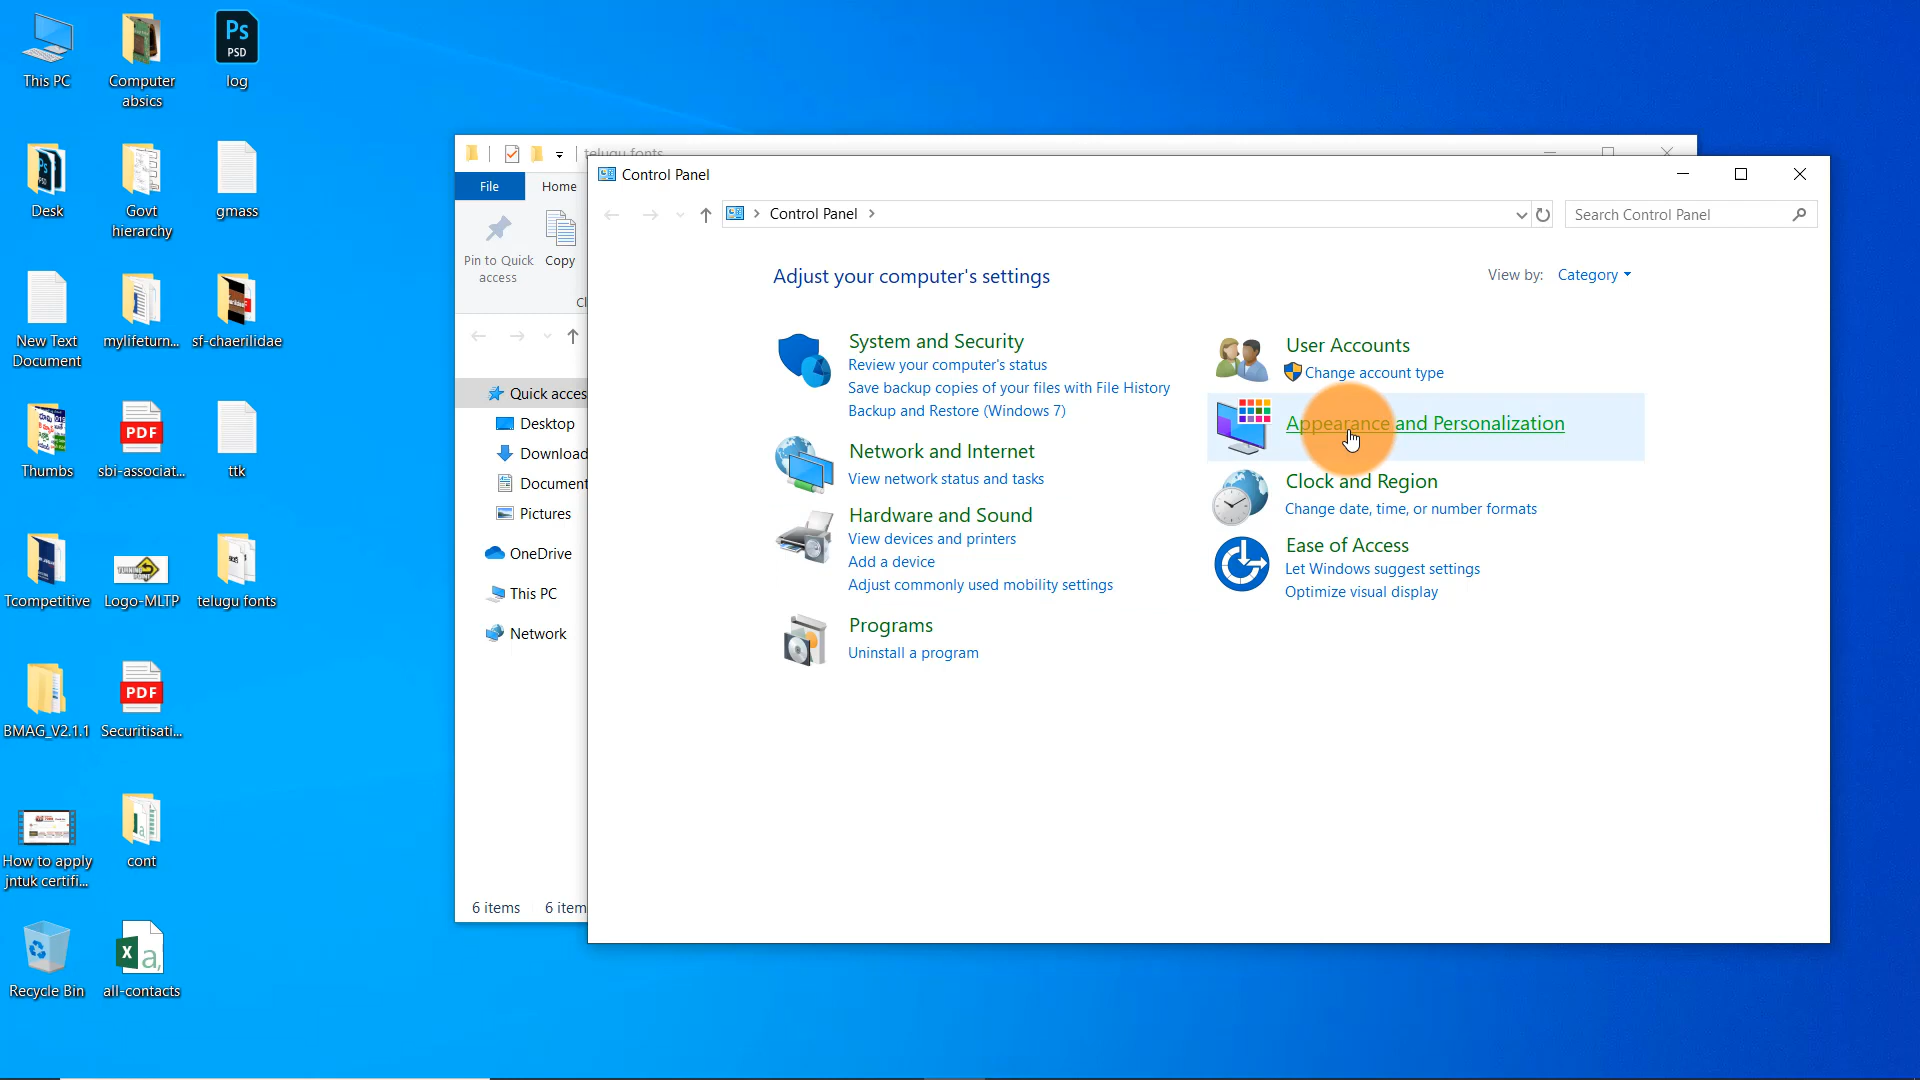 This PC
Computer
absics
Ps
PSD
log
Desk
Govt
hierarchy
gmass
New Text
Document
mylifeturn...
sf-chaerilidae
Thumbs
PDF
sbi-associat...
ttk
Tcompetitive
Logo-MLTP
telugu fonts
BMAG_V2.1.1
PDF
Securitisati...
How to apply
jntuk certifi...
cont
Recycle Bin
all-contacts
telugu fonts
File
Home
Pin to Quick
access
Copy
Cl
Quick acces
Desktop
Download
Document
Pictures
OneDrive
This PC
Network
6 items
6 item
Control Panel
Control Panel
Search Control Panel
Adjust your computer's settings
View by:
Category
System and Security
Review your computer's status
Save backup copies of your files with File History
Backup and Restore (Windows 7)
Network and Internet
View network status and tasks
Hardware and Sound
View devices and printers
Add a device
Adjust commonly used mobility settings
Programs
Uninstall a program
User Accounts
Change account type
Appearance and Personalization
Clock and Region
Change date, time, or number formats
Ease of Access
Let Windows suggest settings
Optimize visual display